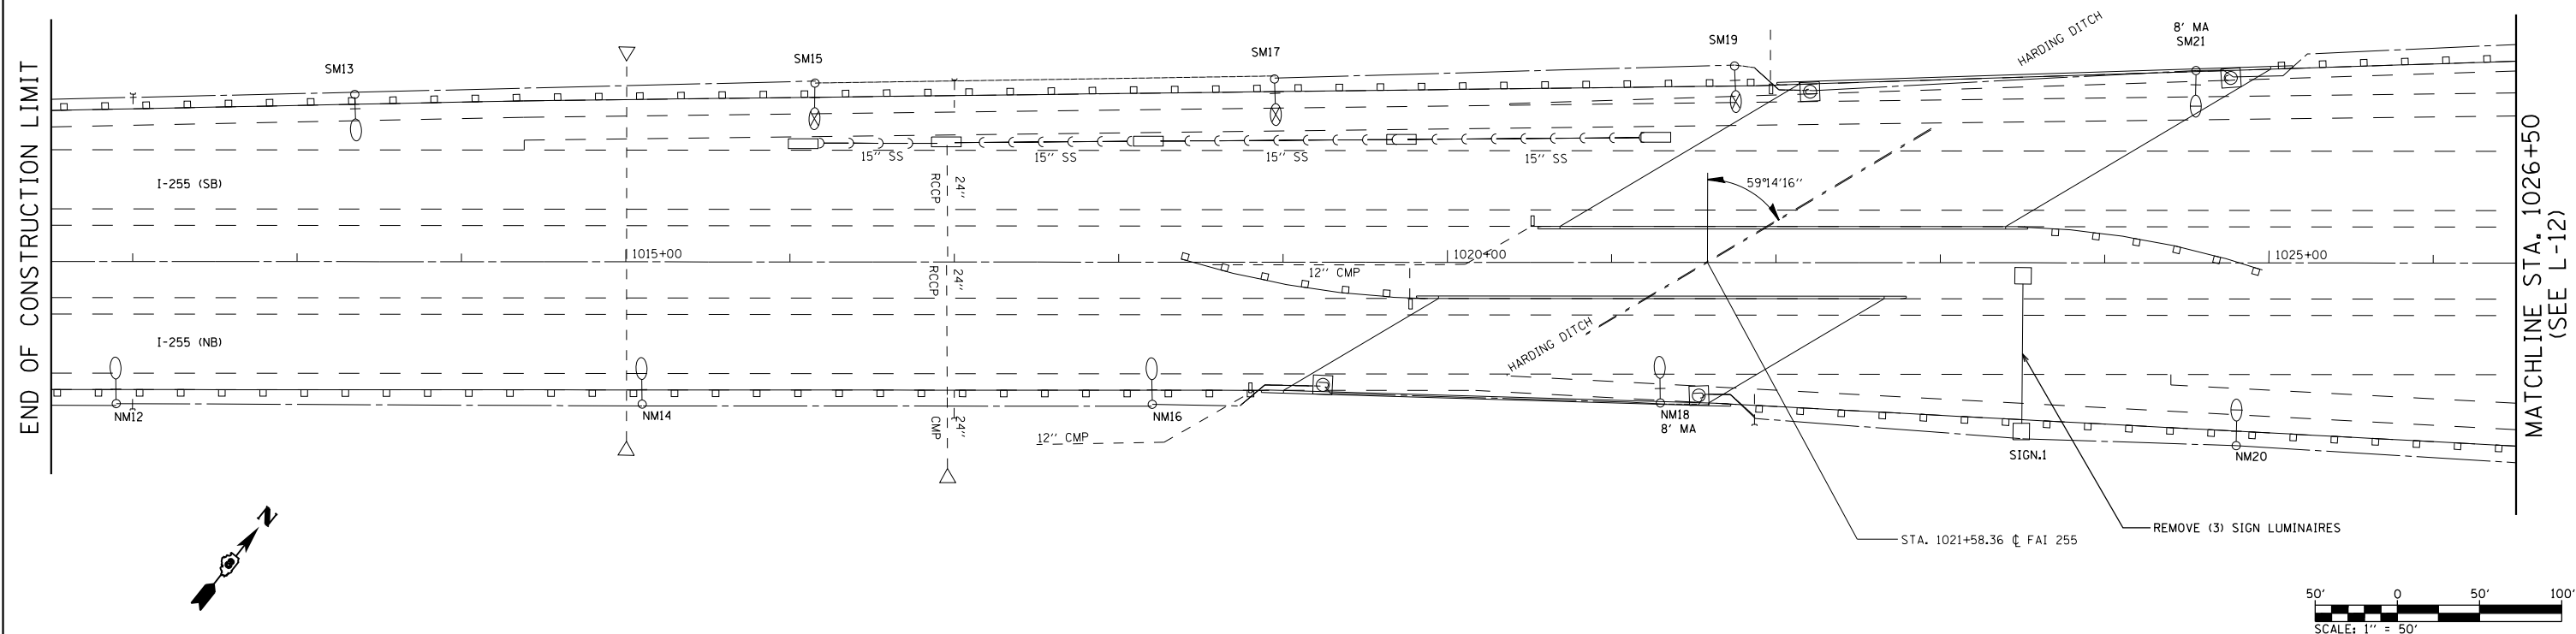 END OF CONSTRUCTION LIMIT
SM13
SM15
SM17
SM19
HARDING DITCH
8' MA
SM21
15'' SS
15'' SS
15'' SS
15'' SS
I-255 (SB)
24''
RCCP
59°14'16''
1015+00
1020+00
1025+00
24''
RCCP
12'' CMP
HARDING DITCH
I-255 (NB)
NM12
NM14
NM16
NM18
8' MA
24''
CMP
12'' CMP
SIGN.1
NM20
REMOVE (3) SIGN LUMINAIRES
STA. 1021+58.36 ℄ FAI 255
MATCHLINE STA. 1026+50
(SEE L-12)
N
50' 0 50' 100'
SCALE: 1'' = 50'